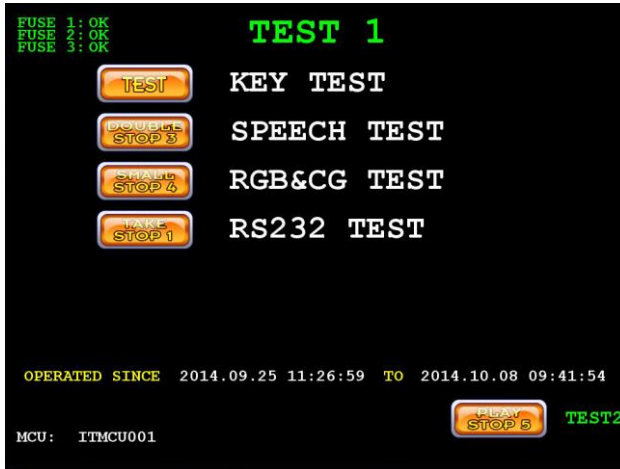 FUSE 1:OK
FUSE 2:OK
FUSE 3:OK
TEST 1
TEST KEY TEST
DOUBLE STOP 3 SPEECH TEST
SMALL STOP 4 RGB&CG TEST
TAKE STOP 1 RS232 TEST
OPERATED SINCE 2014.09.25 11:26:59 TO 2014.10.08 09:41:54
PLAY STOP 5 TEST2
MCU: ITMCU001